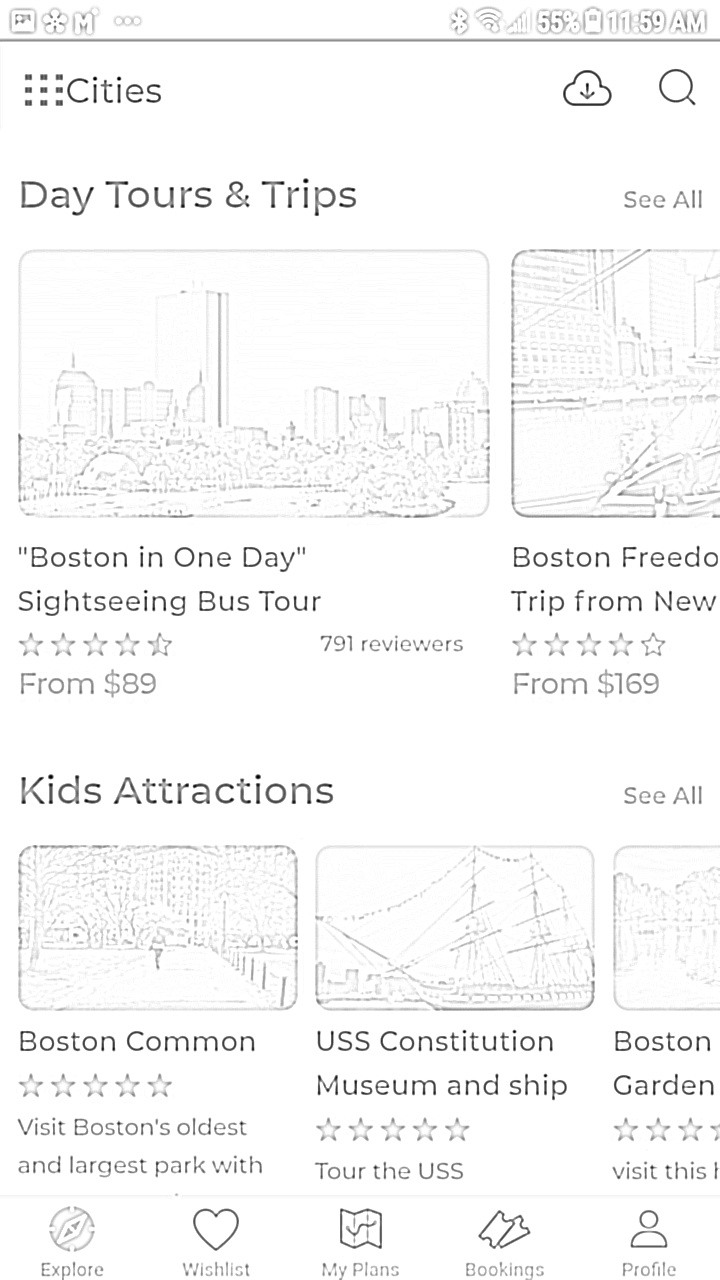 55% 11:59 AM
Cities
Day Tours & Trips
See All
"Boston in One Day"
Sightseeing Bus Tour
791 reviewers
From $89
Boston Freedo
Trip from New
From $169
Kids Attractions
See All
Boston Common
Visit Boston's oldest
and largest park with
USS Constitution
Museum and ship
Tour the USS
Boston
Garden
visit this h
Explore
Wishlist
My Plans
Bookings
Profile